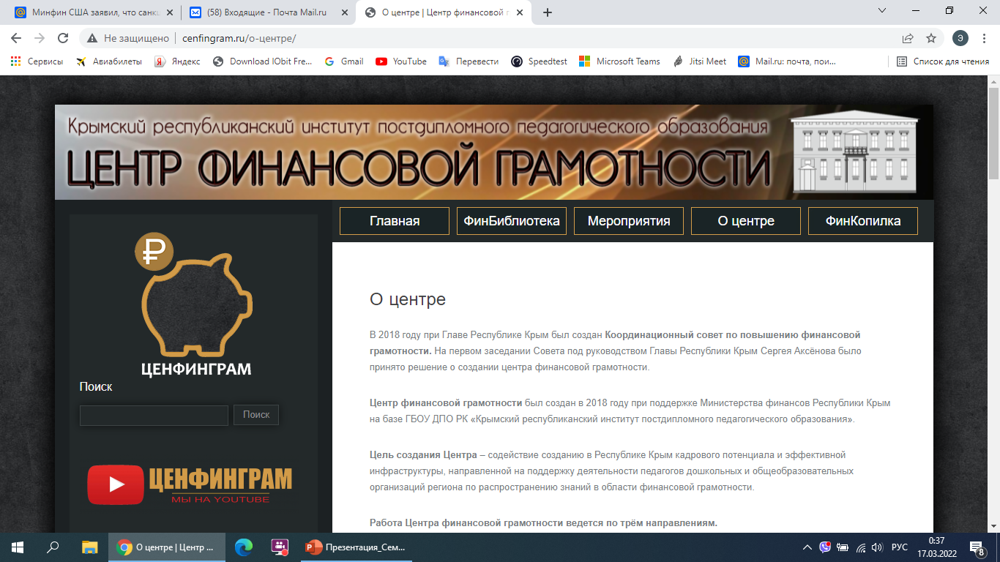 Минфин США заявил, что санкц
(58) Входящие - Почта Mail.ru
О центре | Центр финансовой г
Не защищено
cenfingram.ru/о-центре/
Э
Сервисы
Авиабилеты
Яндекс
Download IObit Fre...
Gmail
YouTube
Перевести
Speedtest
Microsoft Teams
Jitsi Meet
Mail.ru: почта, пои...
Список для чтения
Крымский республиканский институт постдипломного педагогического образования
ЦЕНТР ФИНАНСОВОЙ ГРАМОТНОСТИ
Главная
ФинБиблиотека
Мероприятия
О центре
ФинКопилка
ЦЕНФИНГРАМ
Поиск
Поиск
ЦЕНФИНГРАМ
МЫ НА YOUTUBE
О центре
В 2018 году при Главе Республике Крым был создан Координационный совет по повышению финансовой
грамотности. На первом заседании Совета под руководством Главы Республики Крым Сергея Аксёнова было
принято решение о создании центра финансовой грамотности.
Центр финансовой грамотности был создан в 2018 году при поддержке Министерства финансов Республики Крым
на базе ГБОУ ДПО РК «Крымский республиканский институт постдипломного педагогического образования».
Цель создания Центра – содействие созданию в Республике Крым кадрового потенциала и эффективной
инфраструктуры, направленной на поддержку деятельности педагогов дошкольных и общеобразовательных
организаций региона по распространению знаний в области финансовой грамотности.
Работа Центра финансовой грамотности ведется по трём направлениям.
О центре | Центр ...
Презентация_Сем...
РУС
0:37
17.03.2022
8